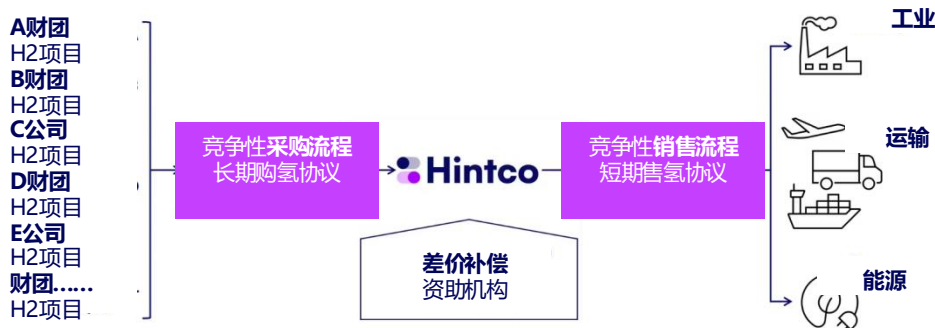 A财团
H2项目
B财团
H2项目
C公司
H2项目
D财团
H2项目
E公司
H2项目
财团……
H2项目
竞争性采购流程
长期购氢协议
Hintco
竞争性销售流程
短期售氢协议
差价补偿
资助机构
工业
运输
能源